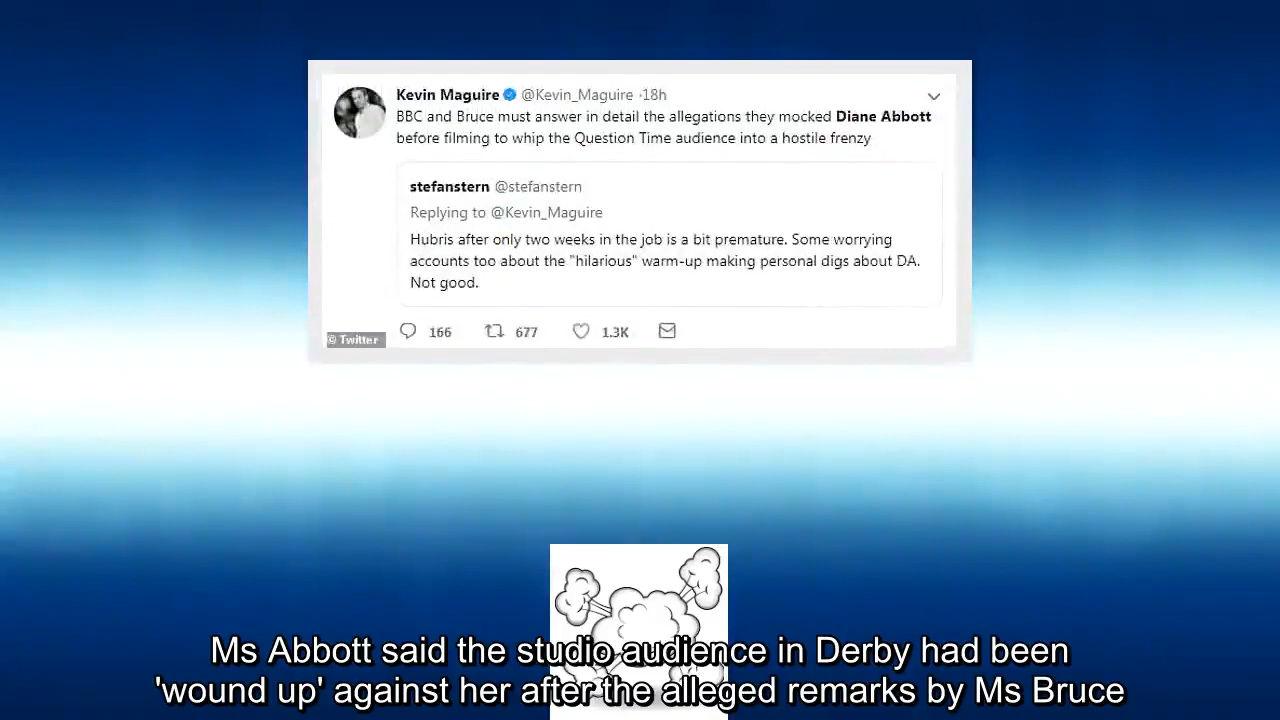 Kevin Maguire @Kevin_Maguire ·18h
BBC and Bruce must answer in detail the allegations they mocked Diane Abbott
before filming to whip the Question Time audience into a hostile frenzy
stefanstern @stefanstern
Replying to @Kevin_Maguire
Hubris after only two weeks in the job is a bit premature. Some worrying
accounts too about the "hilarious" warm-up making personal digs about DA.
Not good.
166 677 1.3K
© Twitter
Ms Abbott said the studio audience in Derby had been
'wound up' against her after the alleged remarks by Ms Bruce